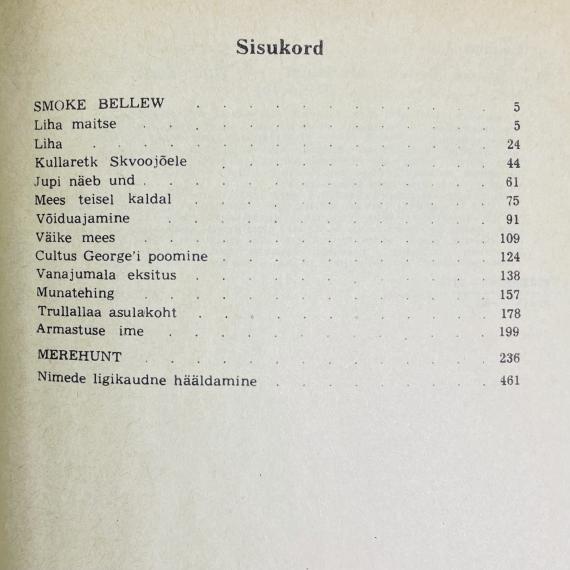 Sisukord
SMOKE BELLEW . . . . . . . . . . . . 5
Liha maitse . . . . . . . . . . . . . 5
Liha . . . . . . . . . . . . . . . 24
Kullaretk Skvoojõele . . . . . . . . . . . 44
Jupi näeb und . . . . . . . . . . . . . 61
Mees teisel kaldal . . . . . . . . . . . . 75
Võiduajamine . . . . . . . . . . . . . 91
Väike mees . . . . . . . . . . . . . 109
Cultus George'i poomine . . . . . . . . . . 124
Vanajumala eksitus . . . . . . . . . . . 138
Munatehing . . . . . . . . . . . . . 157
Trullallaa asulakoht . . . . . . . . . . . 178
Armastuse ime . . . . . . . . . . . . 199
MEREHUNT . . . . . . . . . . . . . 236
Nimede ligikaudne hääldamine . . . . . . . . 461